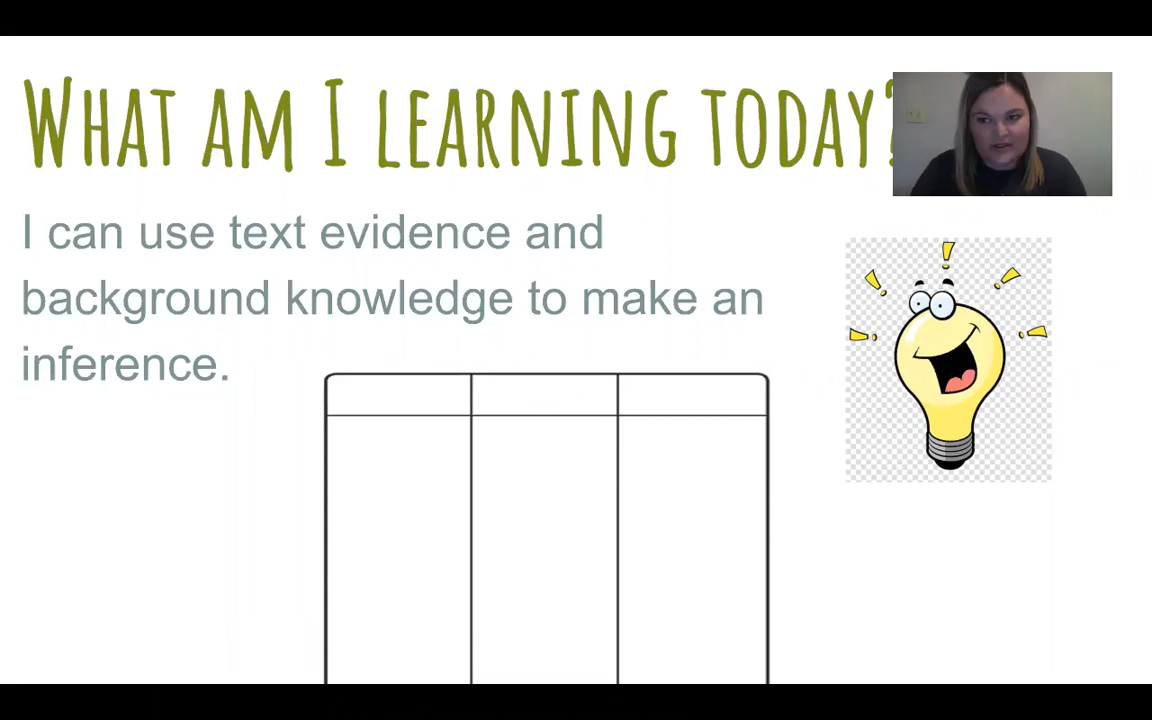 WHAT AM I LEARNING TODAY?
I can use text evidence and
background knowledge to make an
inference.